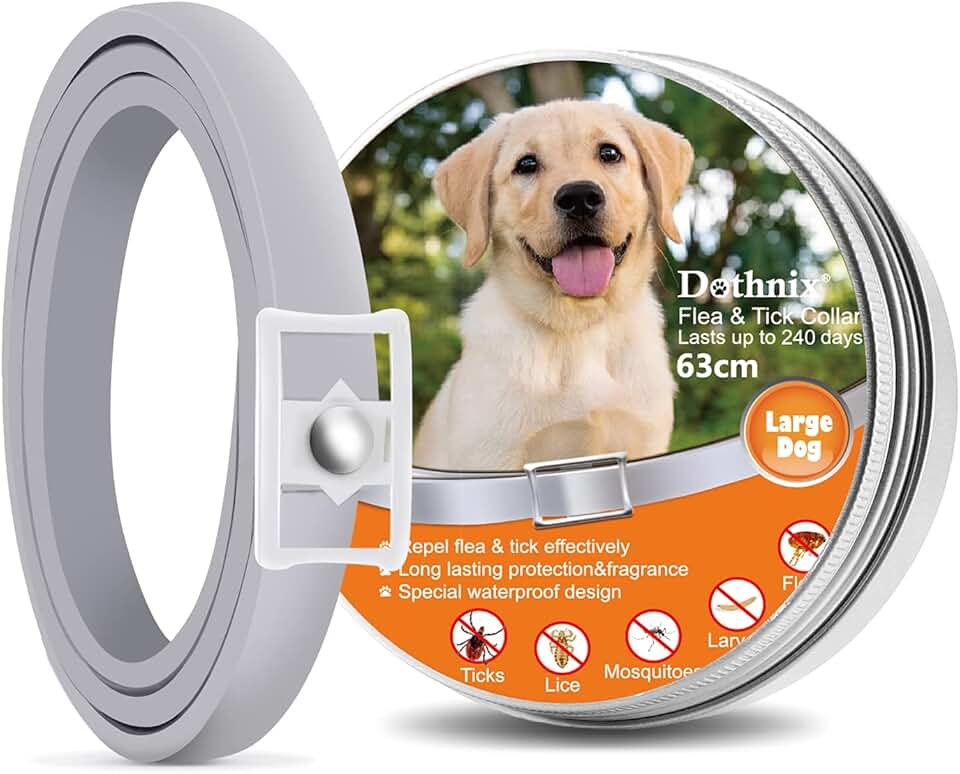 Dothnix®
Flea & Tick Collar
Lasts up to 240 days
63cm
Large
Dog
Repel flea & tick effectively
Long lasting protection&fragrance
Special waterproof design
Ticks
Lice
Mosquitoes